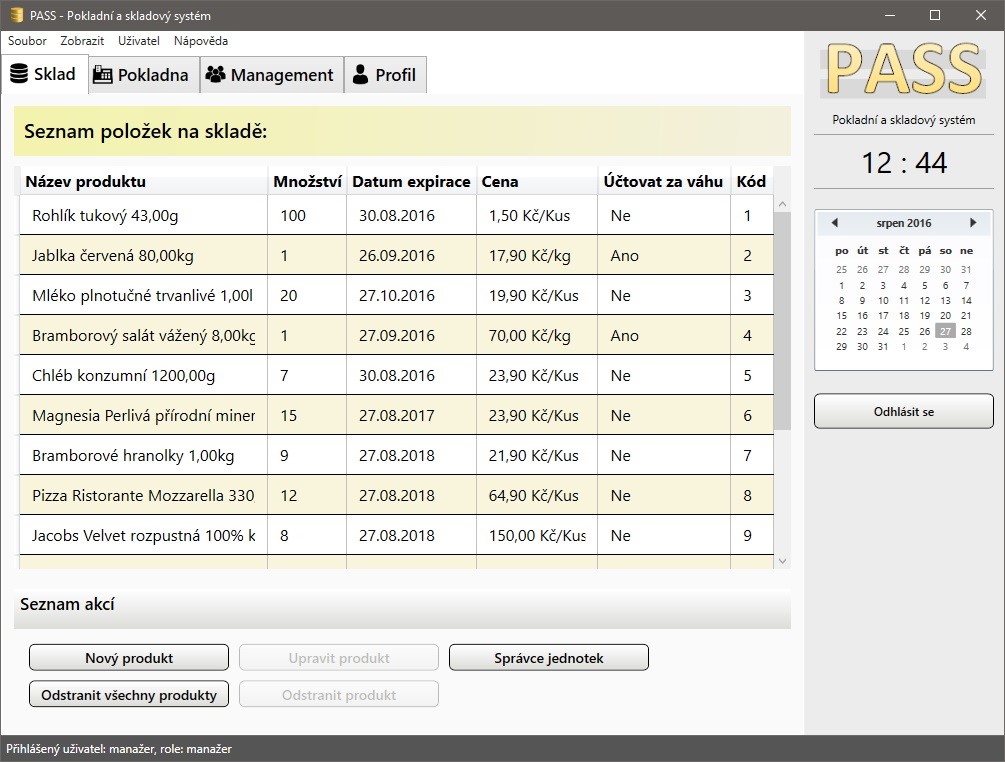 PASS - Pokladní a skladový systém
Soubor Zobrazit Uživatel Nápověda
Sklad Pokladna Management Profil
Seznam položek na skladě:
Název produktu Množství Datum expirace Cena Účtovat za váhu Kód
Rohlík tukový 43,00g 100 30.08.2016 1,50 Kč/Kus Ne 1
Jablka červená 80,00kg 1 26.09.2016 17,90 Kč/kg Ano 2
Mléko plnotučné trvanlivé 1,00l 20 27.10.2016 19,90 Kč/Kus Ne 3
Bramborový salát vážený 8,00kg 1 27.09.2016 70,00 Kč/kg Ano 4
Chléb konzumní 1200,00g 7 30.08.2016 23,90 Kč/Kus Ne 5
Magnesia Perlivá přírodní miner 15 27.08.2017 23,90 Kč/Kus Ne 6
Bramborové hranolky 1,00kg 9 27.08.2018 21,90 Kč/Kus Ne 7
Pizza Ristorante Mozzarella 330, 12 27.08.2018 64,90 Kč/Kus Ne 8
Jacobs Velvet rozpustná 100% k 8 27.08.2018 150,00 Kč/Kus Ne 9
Seznam akcí
Nový produkt Upravit produkt Správce jednotek
Odstranit všechny produkty Odstranit produkt
PASS
Pokladní a skladový systém
12 : 44
srpen 2016
po út st čt pá so ne
25 26 27 28 29 30 31
1 2 3 4 5 6 7
8 9 10 11 12 13 14
15 16 17 18 19 20 21
22 23 24 25 26 27 28
29 30 31 1 2 3 4
Odhlásit se
Přihlášený uživatel: manažer, role: manažer